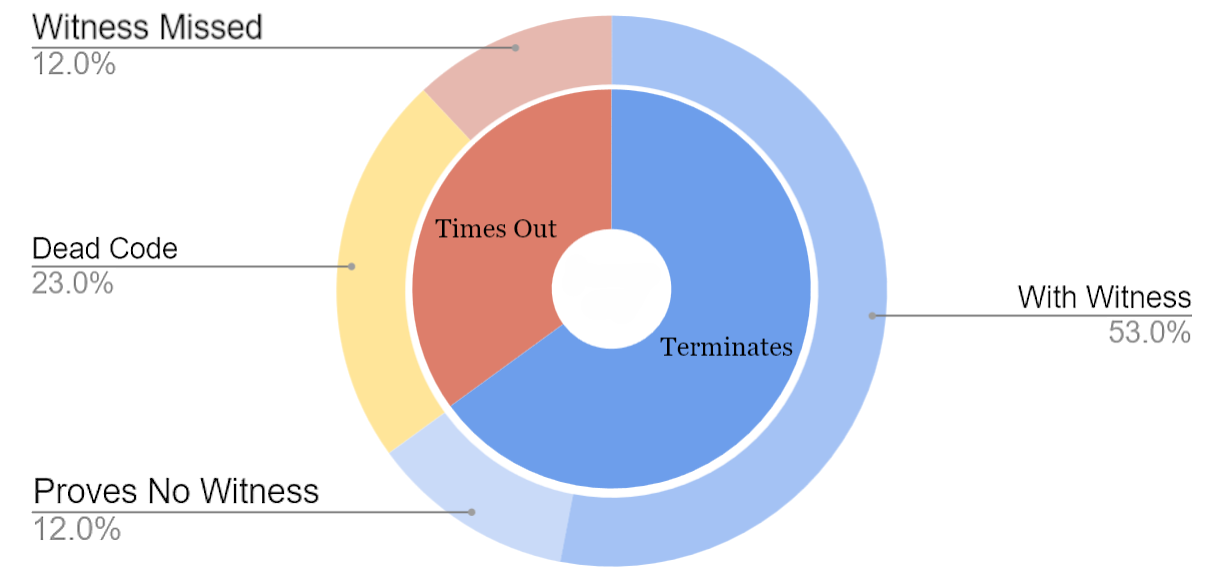 Witness Missed
12.0%
Times Out
Dead Code
23.0%
With Witness
53.0%
Terminates
Proves No Witness
12.0%